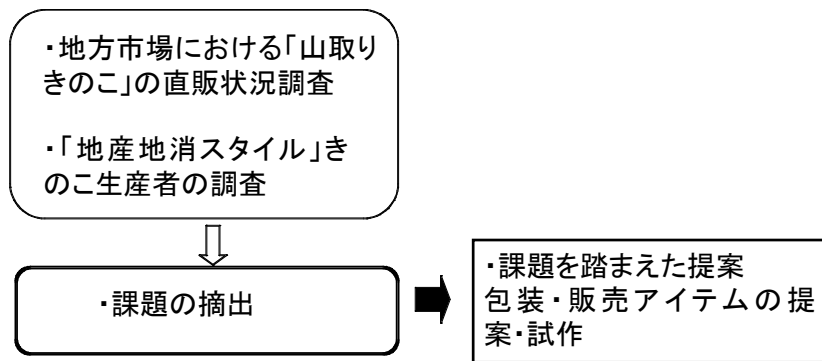 ・地方市場における「山取り
きのこ」の直販状況調査
・「地産地消スタイル」き
のこ生産者の調査
・課題の摘出
・課題を踏まえた提案
包装・販売アイテムの提
案・試作